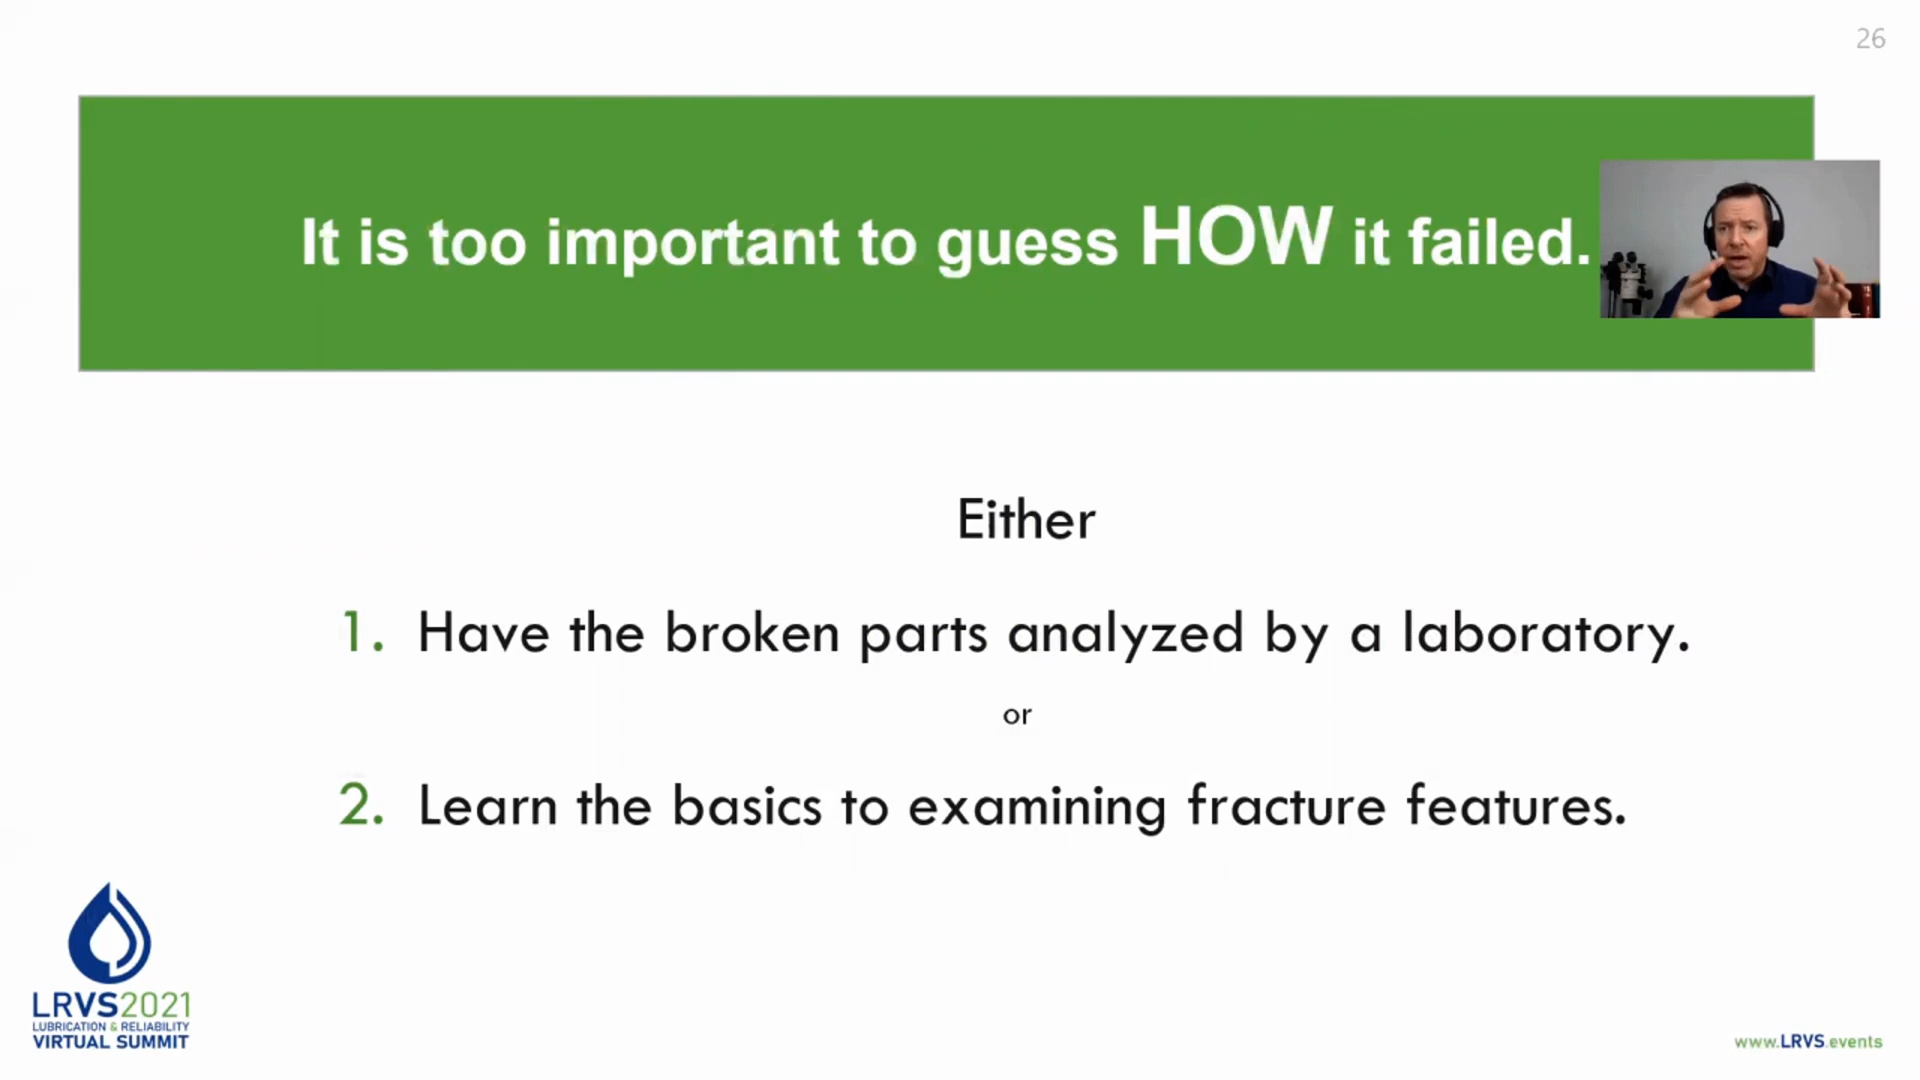 26
It is too important to guess HOW it failed.
Either
1. Have the broken parts analyzed by a laboratory.
or
2. Learn the basics to examining fracture features.
LRVS2021
LUBRICATION & RELIABILITY
VIRTUAL SUMMIT
www.LRVS.events